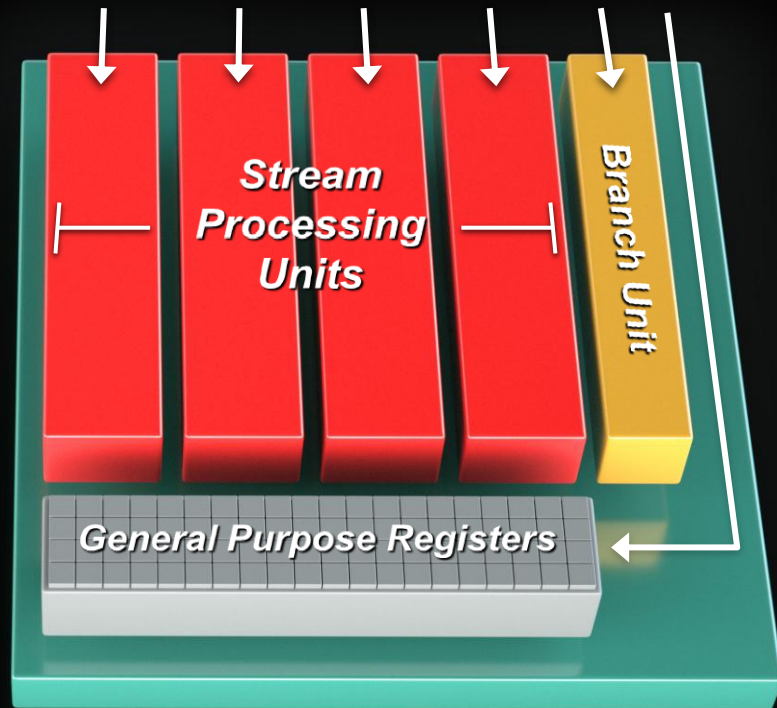 Stream
Processing
Units
Branch Unit
General Purpose Registers